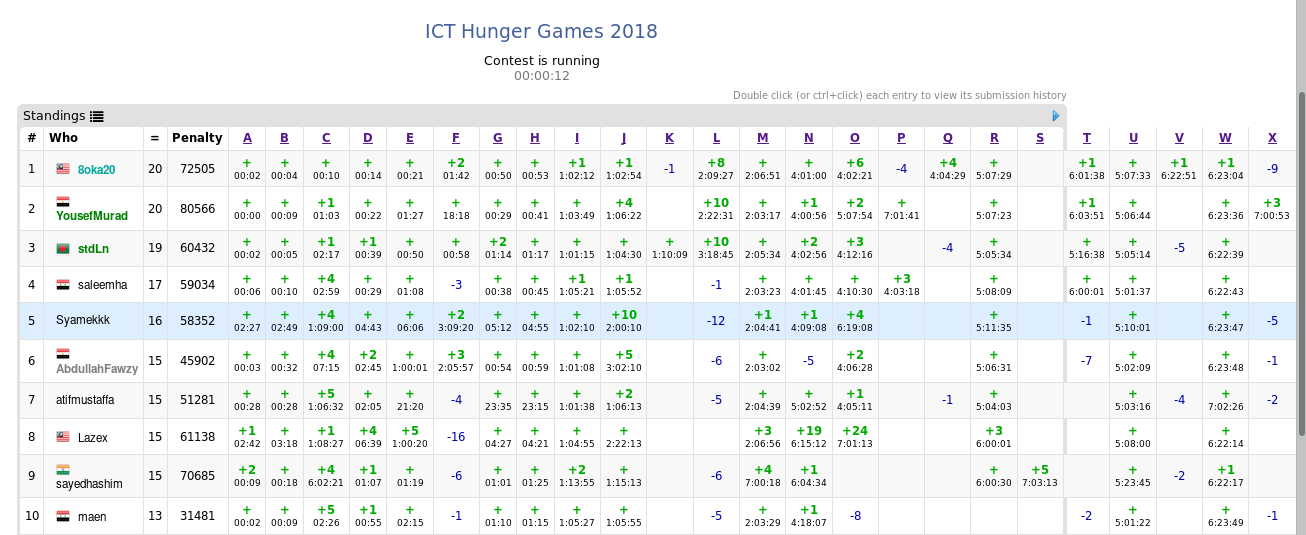 ICT Hunger Games 2018
Contest is running
00:00:12
Double click (or ctrl+click) each entry to view its submission history
Standings
# Who = Penalty A B C D E F G H I J K L M N O P Q R S T U V W X
1 8oka20 20 72505 + + + + + +2 + + +1 +1 -1 +8 + + +6 -4 +4 + +1 + +1 +1 -9
00:02 00:04 00:10 00:14 00:21 01:42 00:50 00:53 1:02:12 1:02:54 2:09:27 2:06:51 4:01:00 4:02:21 4:04:29 5:07:29 6:01:38 5:07:33 6:22:51 6:23:04
2 YousefMurad 20 80566 + + +1 + + + + + + +4 +10 + +1 +2 + + +1 + + +3
00:00 00:09 01:03 00:22 01:27 18:18 00:29 00:41 1:03:49 1:06:22 2:22:31 2:03:17 4:00:56 5:07:54 7:01:41 5:07:23 6:03:51 5:06:44 6:23:36 7:00:53
3 stdLn 19 60432 + + +1 +1 + + +2 + + + + +10 + +2 +3 -4 + + + -5 +
00:02 00:05 02:17 00:39 00:50 00:58 01:14 01:17 1:01:15 1:04:30 1:10:09 3:18:45 2:05:34 4:02:56 4:12:16 5:05:34 5:16:38 5:05:14 6:22:39
4 saleemha 17 59034 + + +4 + + -3 + + +1 +1 -1 + + + +3 + + + +
00:06 00:10 02:59 00:29 01:08 00:38 00:45 1:05:21 1:05:52 2:03:23 4:01:45 4:10:30 4:03:18 5:08:09 6:00:01 5:01:37 6:22:43
5 Syamekkk 16 58352 + + +4 + + +2 + + + +10 -12 +1 +1 +4 + -1 + + -5
02:27 02:49 1:09:00 04:43 06:06 3:09:20 05:12 04:55 1:02:10 2:00:10 2:04:41 4:09:08 6:19:08 5:11:35 5:10:01 6:23:47
6 AbdullahFawzy 15 45902 + + +4 +2 + +3 + + + +5 -6 + -5 +2 + -7 + + -1
00:03 00:32 07:15 02:45 1:00:01 2:05:57 00:54 00:59 1:01:08 3:02:10 2:03:02 4:06:28 5:06:31 5:02:09 6:23:48
7 atifmustaffa 15 51281 + + +5 + + -4 + + + +2 -5 + + +1 -1 + + -4 + -2
00:28 00:28 1:06:32 02:05 21:20 23:35 23:15 1:01:38 1:06:13 2:04:39 5:02:52 4:05:11 5:04:03 5:03:16 7:02:26
8 Lazex 15 61138 +1 + +1 +4 +5 -16 + + + + +3 +19 +24 +3 + +
02:42 03:18 1:08:27 06:39 1:00:20 04:27 04:21 1:04:55 2:22:13 2:06:56 6:15:12 7:01:13 6:00:01 5:08:00 6:22:14
9 sayedhashim 15 70685 +2 + +4 +1 + -6 + + +2 + -6 +4 +1 + +5 + -2 +1
00:09 00:18 6:02:21 01:07 01:19 01:01 01:25 1:13:55 1:15:13 7:00:18 6:04:34 6:00:30 7:03:13 5:23:45 6:22:17
10 maen 13 31481 + + +5 +1 + -1 + + + + -5 + +1 -8 -2 + + -1
00:02 00:09 02:26 00:55 02:15 01:10 01:15 1:05:27 1:05:55 2:03:29 4:18:07 5:01:22 6:23:49